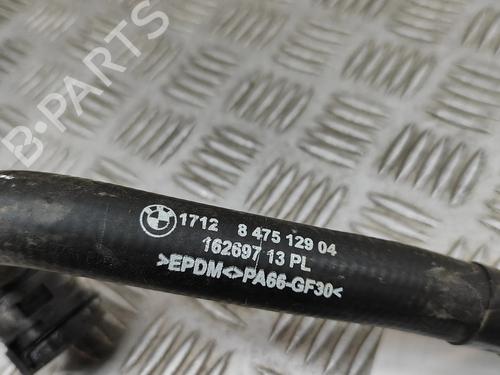 B-PARTS
1712 8 475 129 04
162697 13 PL
>EPDM<>PA66-GF30<